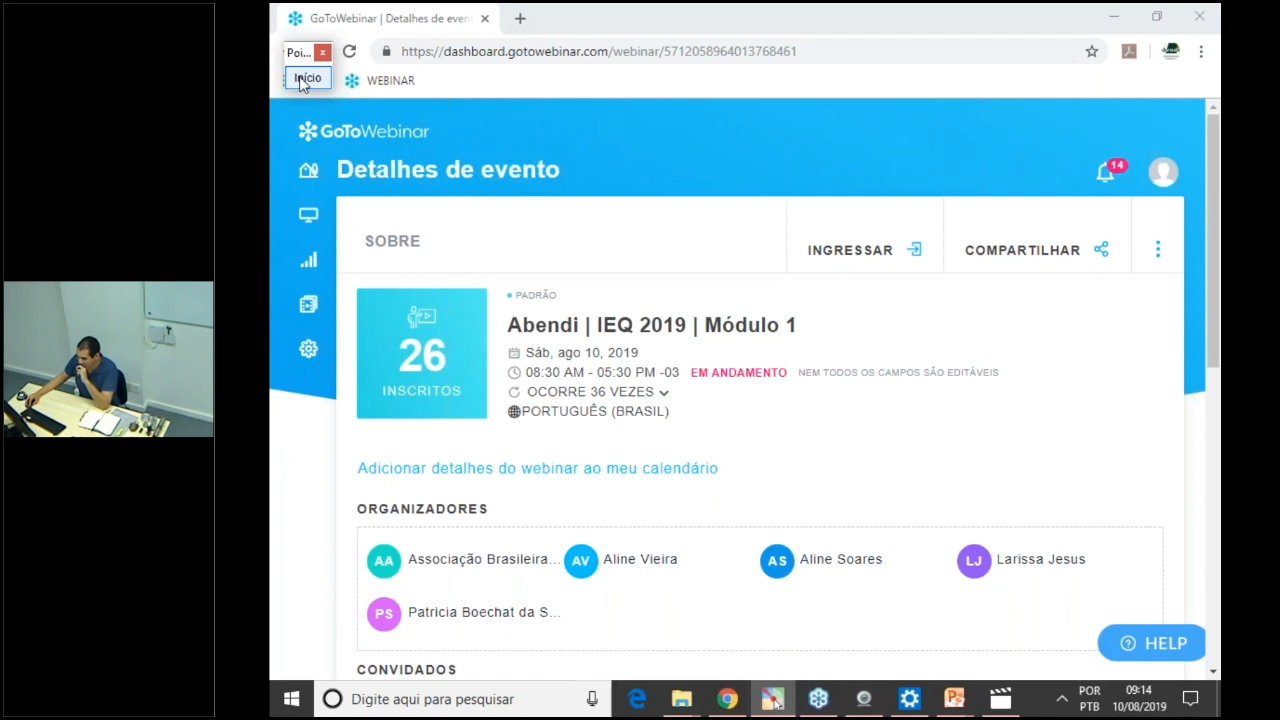 GoToWebinar | Detalhes de even
Poi...
https://dashboard.gotowebinar.com/webinar/5712058964013768461
Início
WEBINAR
GoToWebinar
Detalhes de evento
14
SOBRE
INGRESSAR
COMPARTILHAR
PADRÃO
26
INSCRITOS
Abendi | IEQ 2019 | Módulo 1
Sáb, ago 10, 2019
08:30 AM - 05:30 PM -03 EM ANDAMENTO NEM TODOS OS CAMPOS SÃO EDITÁVEIS
OCORRE 36 VEZES
PORTUGUÊS (BRASIL)
Adicionar detalhes do webinar ao meu calendário
ORGANIZADORES
AA Associação Brasileira...
AV Aline Vieira
AS Aline Soares
LJ Larissa Jesus
PS Patricia Boechat da S...
HELP
CONVIDADOS
Digite aqui para pesquisar
POR
PTB
09:14
10/08/2019